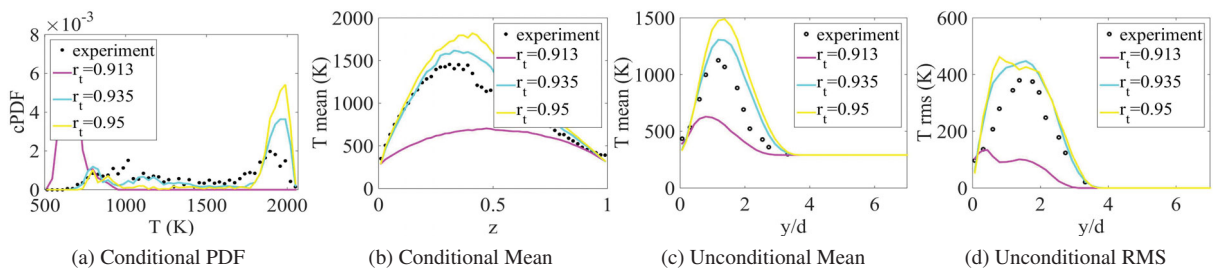 8 × 10⁻³
6
4
2
0
cPDF
500
1000
1500
2000
T (K)
experiment
r_t=0.913
r_t=0.935
r_t=0.95
(a) Conditional PDF
2000
1500
1000
500
0
T mean (K)
0
0.5
1
z
experiment
r_t=0.913
r_t=0.935
r_t=0.95
(b) Conditional Mean
1500
1000
500
0
T mean (K)
0
2
4
6
y/d
experiment
r_t=0.913
r_t=0.935
r_t=0.95
(c) Unconditional Mean
600
400
200
0
T rms (K)
0
2
4
6
y/d
experiment
r_t=0.913
r_t=0.935
r_t=0.95
(d) Unconditional RMS